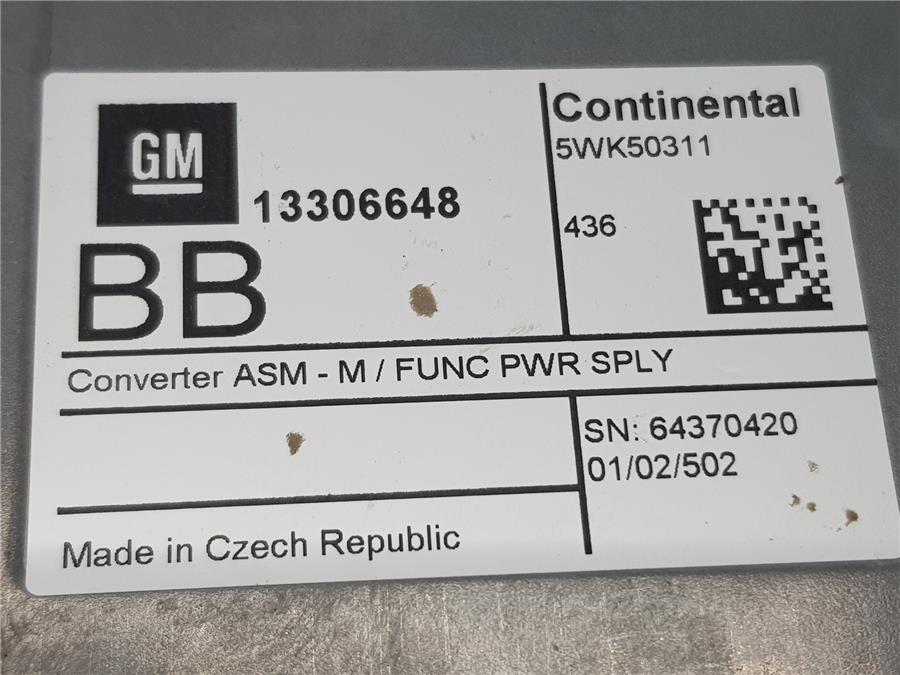 GM
13306648
BB
Continental
5WK50311
436
Converter ASM - M / FUNC PWR SPLY
SN: 64370420
01/02/502
Made in Czech Republic